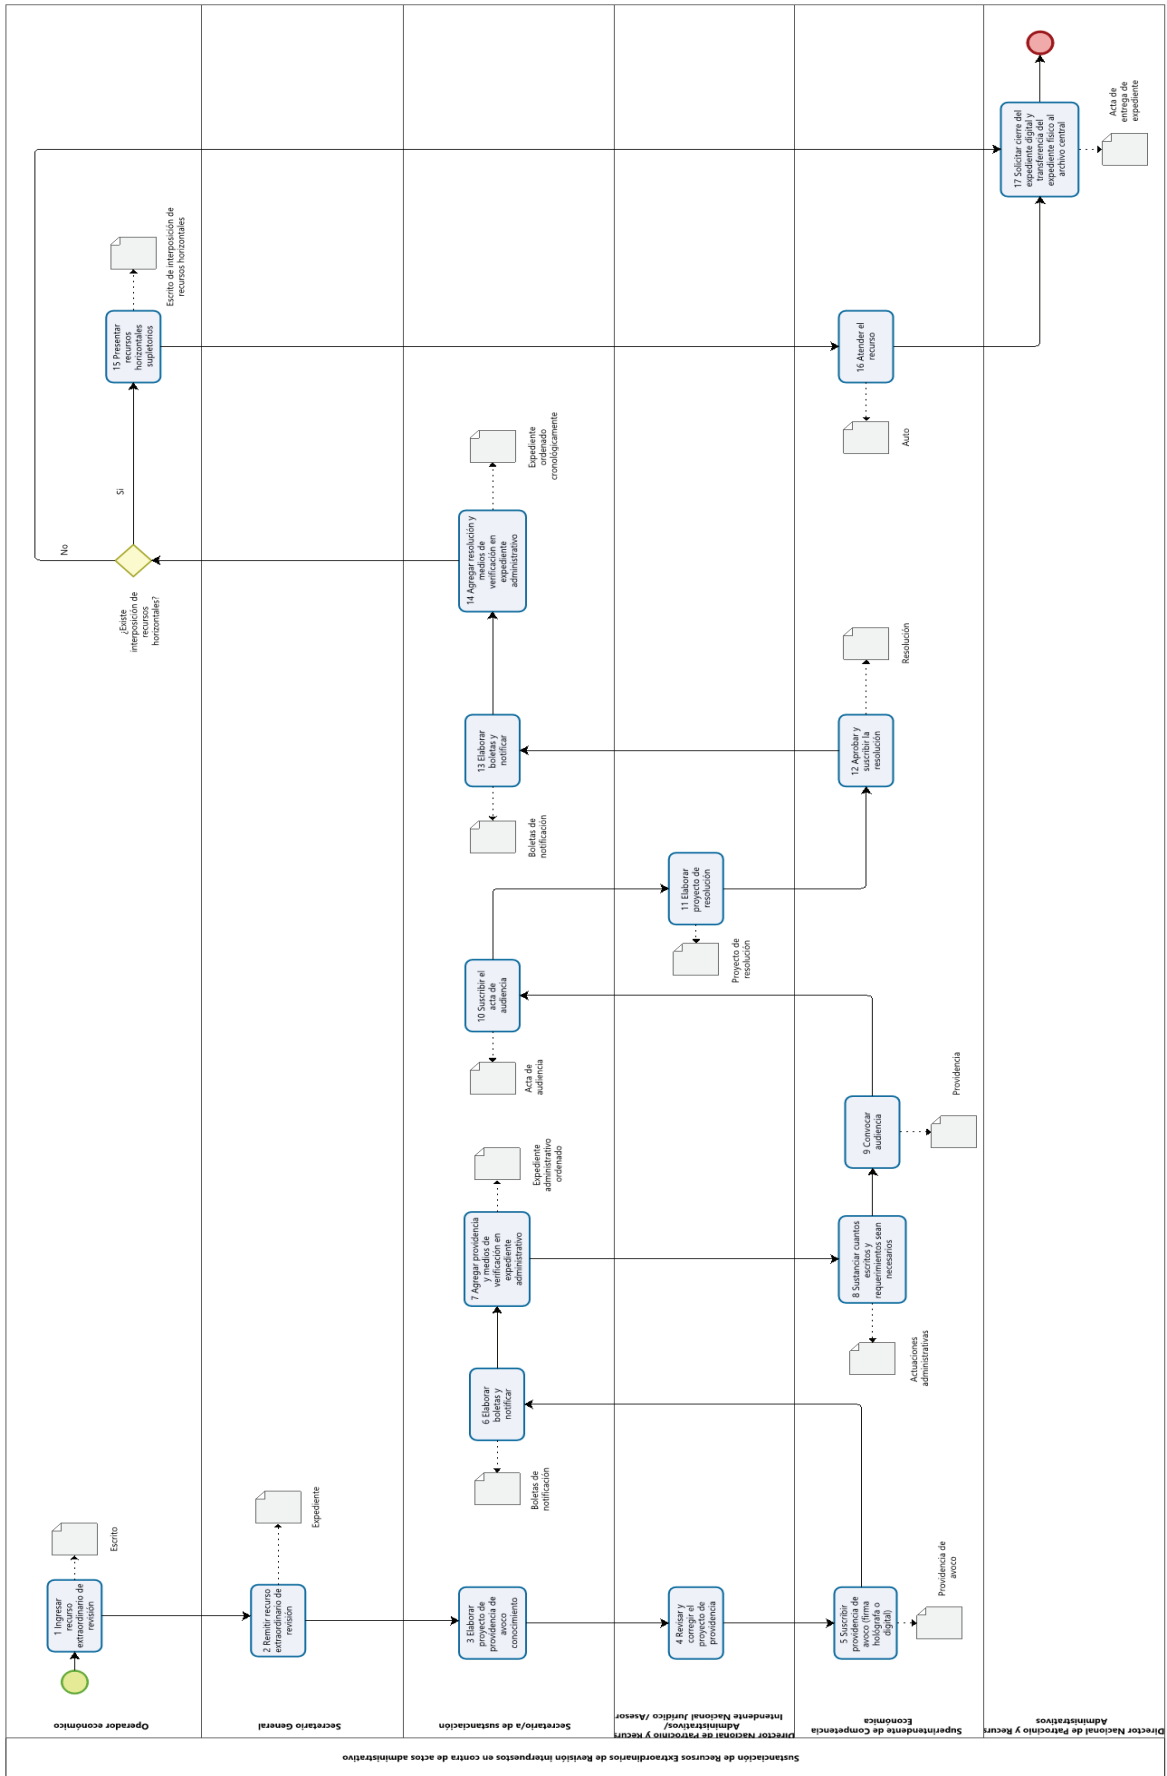 Sustanciación de Recursos Extraordinarios de Revisión interpuestos en contra de actos administrativos
Operador económico
1 Ingresar
recurso
extraordinario de
revisión
Escrito
¿Existe
interposición de
recursos
horizontales?
No
Si
15 Presentar
recursos
horizontales
supletorios
Escrito de interposición de
recursos horizontales
Secretario General
2 Remitir recurso
extraordinario de
revisión
Expediente
Secretario/a de sustanciación
3 Elaborar
proyecto de
providencia de
avoco
conocimiento
6 Elaborar
boletas y
notificar
Boletas de
notificación
7 Agregar providencia
y medios de
verificación en
expediente
administrativo
Expediente
administrativo
ordenado
10 Suscribir el
acta de
audiencia
Acta de
audiencia
13 Elaborar
boletas y
notificar
Boletas de
notificación
14 Agregar resolución y
medios de
verificación en
expediente
administrativo
Expediente
ordenado
cronológicamente
Director Nacional de Patrocinio y Recurs
Administrativos/
Intendente Nacional Jurídico /Asesor
4 Revisar y
corregir el
proyecto de
providencia
11 Elaborar
proyecto de
resolución
Proyecto de
resolución
Superintendente de Competencia
Económica
5 Suscribir
providencia de
avoco (firma
hológrafa o
digital)
Providencia de
avoco
8 Sustanciar cuantos
escritos y
requerimientos sean
necesarios
Actuaciones
administrativas
9 Convocar
audiencia
Providencia
12 Aprobar y
suscribir la
resolución
Resolución
16 Atender el
recurso
Auto
Director Nacional de Patrocinio y Recurs
Administrativos
17 Solicitar cierre del
expediente digital y
transferencia del
expediente físico al
archivo central
Acta de
entrega de
expediente